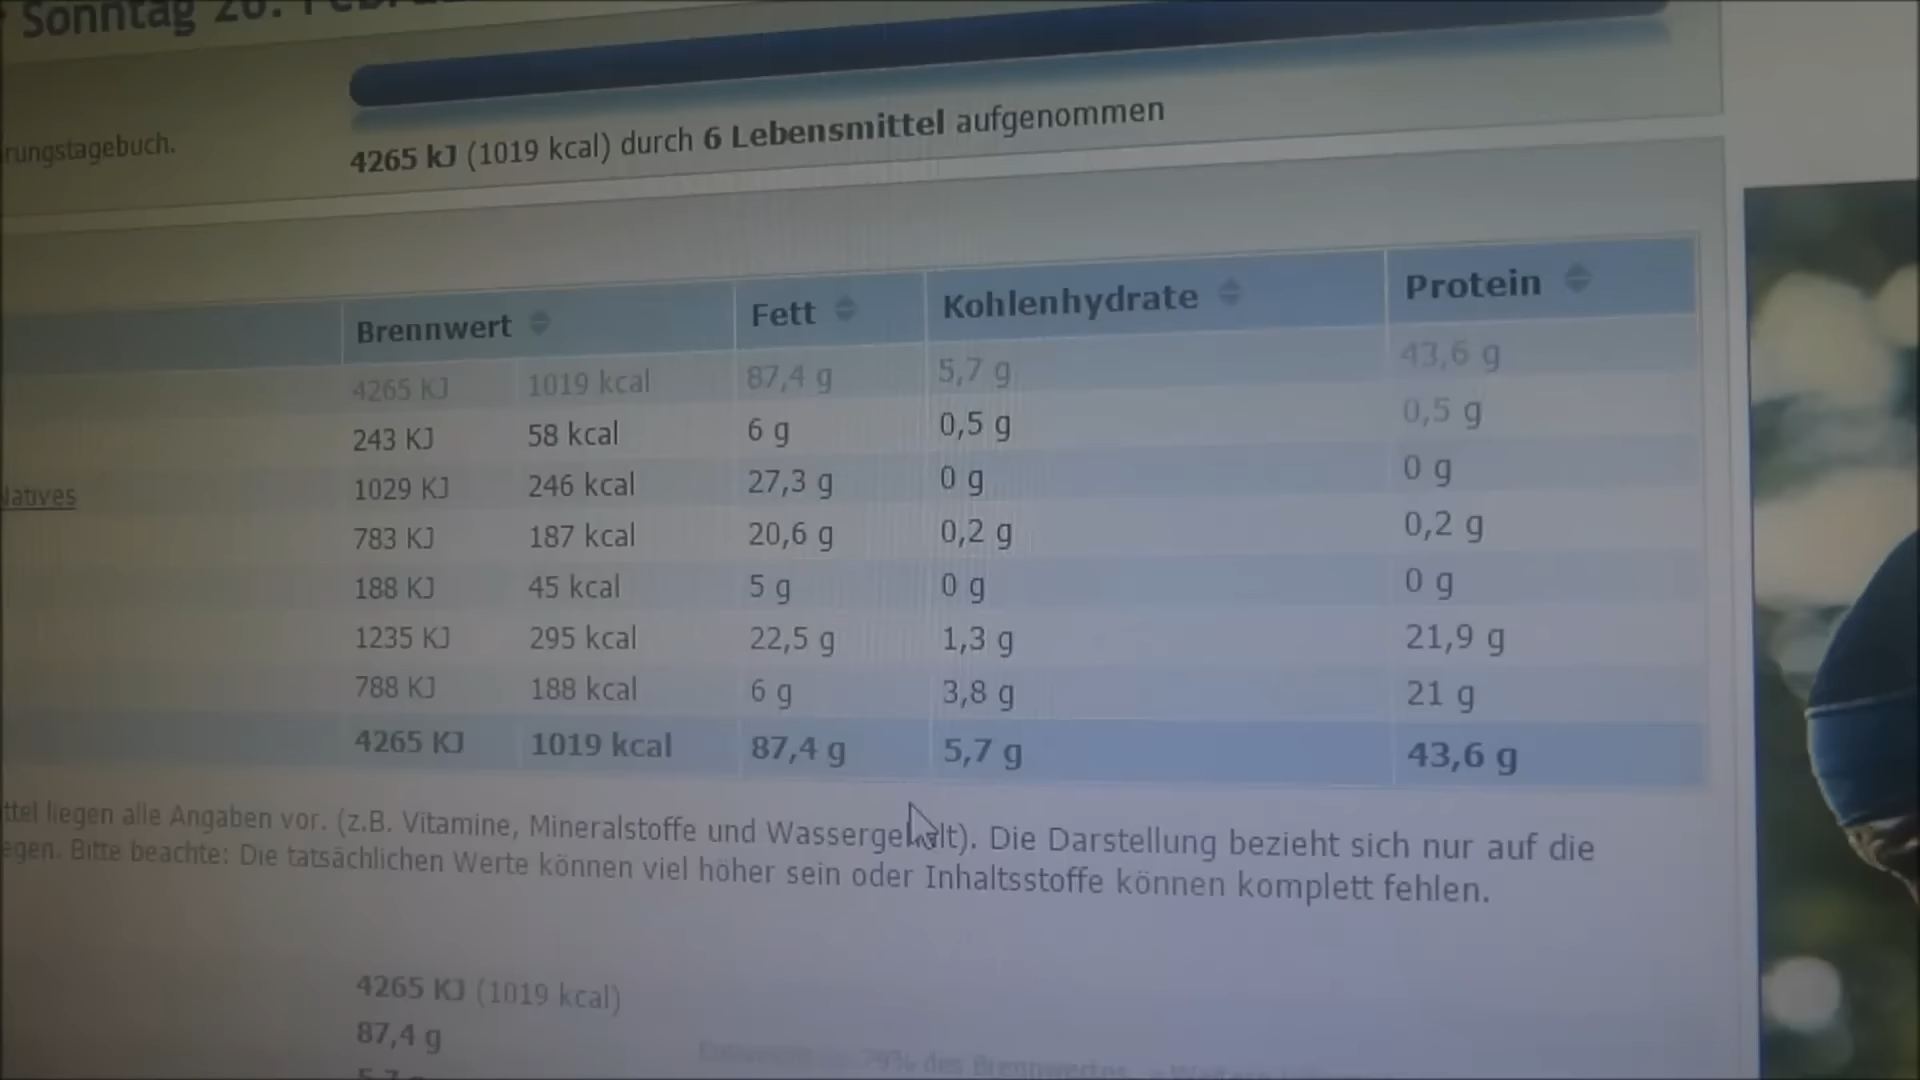 Sonntag 26.
rungstagebuch.
4265 kJ (1019 kcal) durch 6 Lebensmittel aufgenommen
Brennwert Fett Kohlenhydrate Protein
4265 KJ 1019 kcal 87,4 g 5,7 g 43,6 g
243 KJ 58 kcal 6 g 0,5 g 0,5 g
Natives 1029 KJ 246 kcal 27,3 g 0 g 0 g
783 KJ 187 kcal 20,6 g 0,2 g 0,2 g
188 KJ 45 kcal 5 g 0 g 0 g
1235 KJ 295 kcal 22,5 g 1,3 g 21,9 g
788 KJ 188 kcal 6 g 3,8 g 21 g
4265 KJ 1019 kcal 87,4 g 5,7 g 43,6 g
ttel liegen alle Angaben vor. (z.B. Vitamine, Mineralstoffe und Wassergehalt). Die Darstellung bezieht sich nur auf die
egen. Bitte beachte: Die tatsächlichen Werte können viel höher sein oder Inhaltsstoffe können komplett fehlen.
4265 KJ (1019 kcal)
87,4 g
79% des Brennwertes.